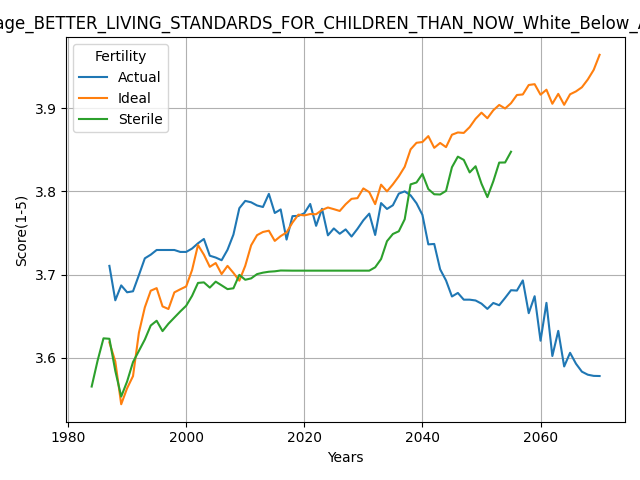 age_BETTER_LIVING_STANDARDS_FOR_CHILDREN_THAN_NOW_White_Below_
Fertility
Actual
Ideal
Sterile
Score(1-5)
3.9
3.8
3.7
3.6
1980 2000 2020 2040 2060
Years